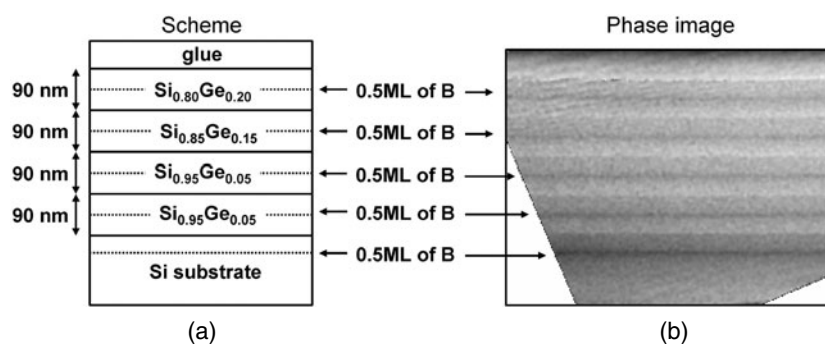 Scheme
Phase image
glue
90 nm Si0.80Ge0.20 0.5ML of B
90 nm Si0.85Ge0.15 0.5ML of B
90 nm Si0.95Ge0.05 0.5ML of B
90 nm Si0.95Ge0.05 0.5ML of B
0.5ML of B
Si substrate
(a)
(b)